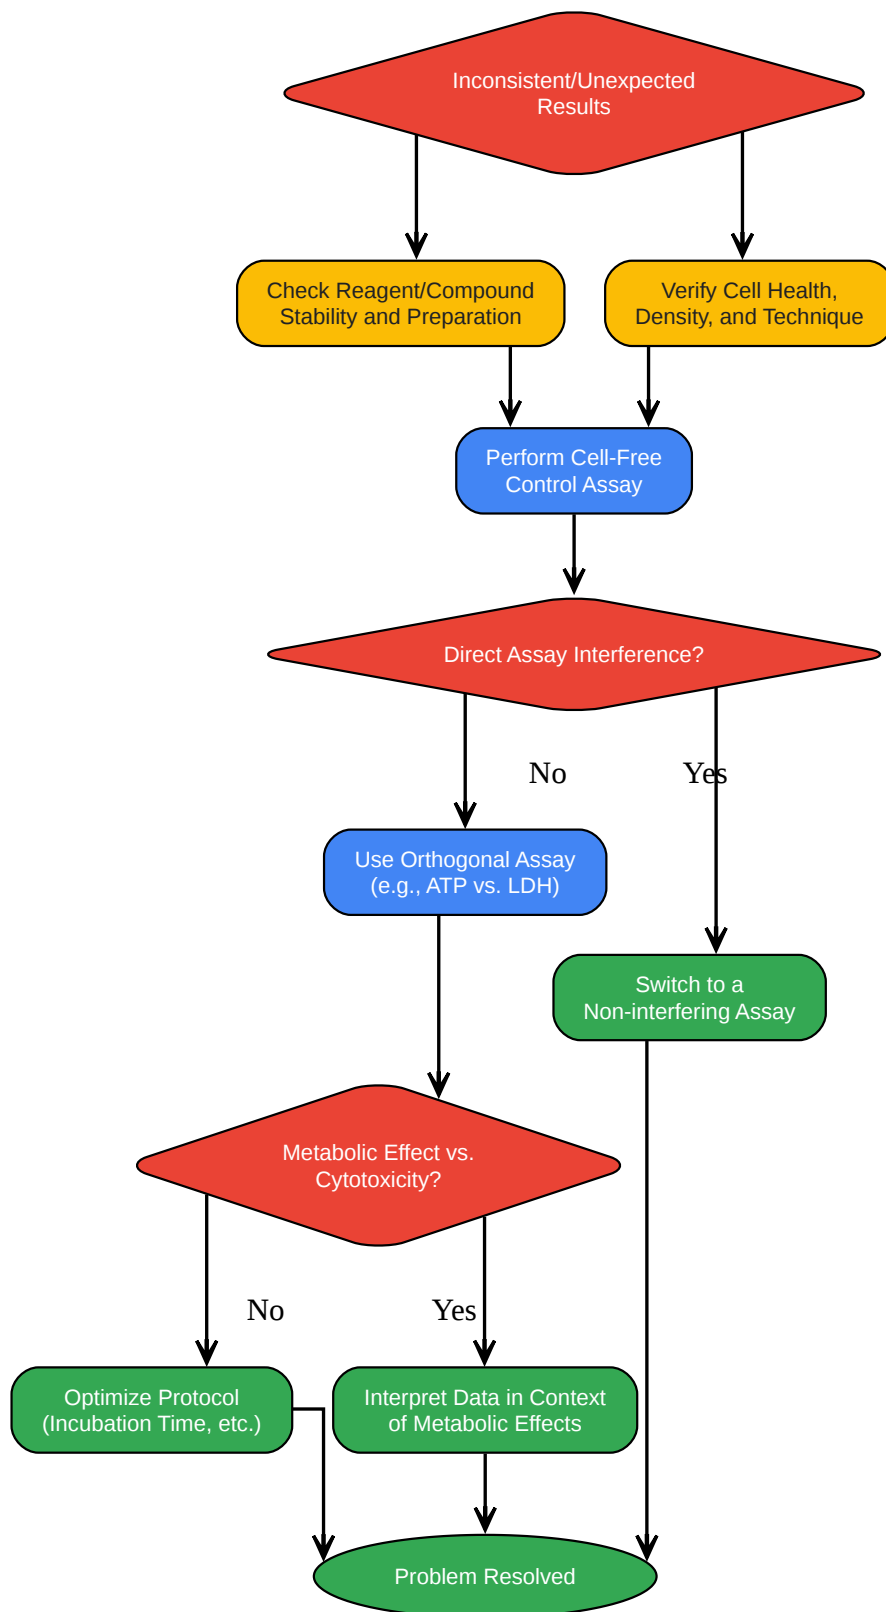 Inconsistent/Unexpected
Results
Check Reagent/Compound
Stability and Preparation
Verify Cell Health,
Density, and Technique
Perform Cell-Free
Control Assay
Direct Assay Interference?
No
Yes
Use Orthogonal Assay
(e.g., ATP vs. LDH)
Switch to a
Non-interfering Assay
Metabolic Effect vs.
Cytotoxicity?
No
Yes
Optimize Protocol
(Incubation Time, etc.)
Interpret Data in Context
of Metabolic Effects
Problem Resolved